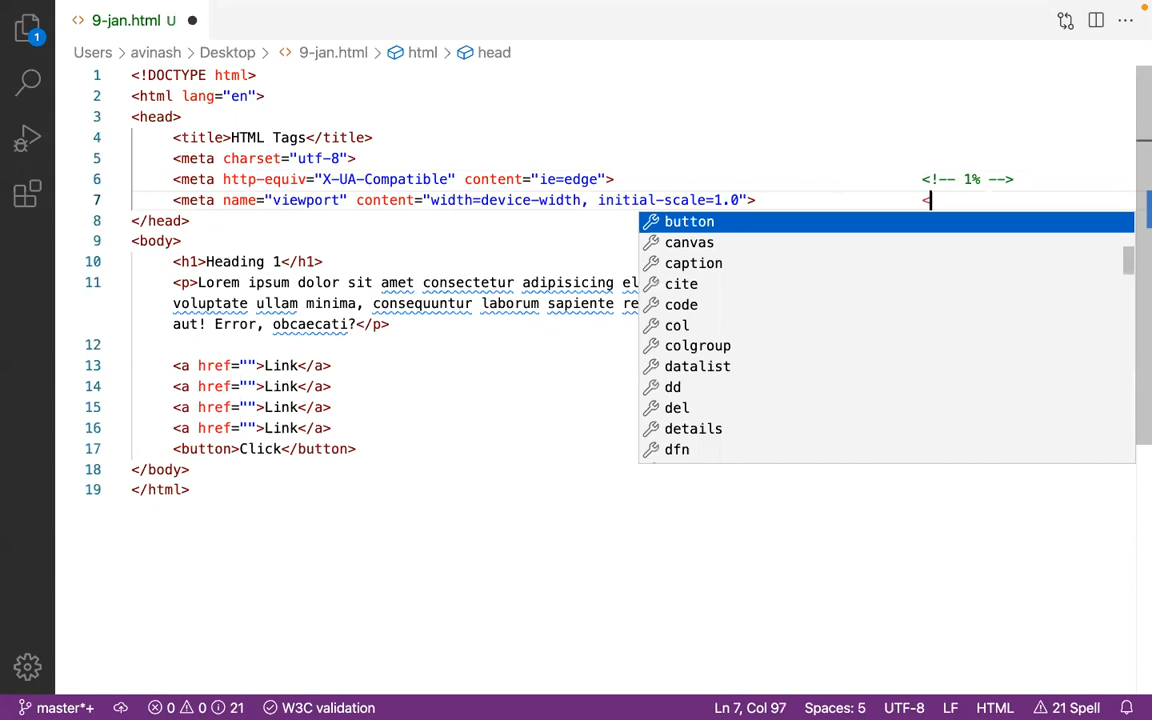 9-jan.html U
1
Users > avinash > Desktop > 9-jan.html > html > head
1 <!DOCTYPE html>
2 <html lang="en">
3 <head>
4 <title>HTML Tags</title>
5 <meta charset="utf-8">
6 <meta http-equiv="X-UA-Compatible" content="ie=edge"> <!-- 1% -->
7 <meta name="viewport" content="width=device-width, initial-scale=1.0"> <
8 </head>
9 <body>
10 <h1>Heading 1</h1>
11 <p>Lorem ipsum dolor sit amet consectetur adipisicing el
voluptate ullam minima, consequuntur laborum sapiente re
aut! Error, obcaecati?</p>
12
13 <a href="">Link</a>
14 <a href="">Link</a>
15 <a href="">Link</a>
16 <a href="">Link</a>
17 <button>Click</button>
18 </body>
19 </html>
button
canvas
caption
cite
code
col
colgroup
datalist
dd
del
details
dfn
master*+ 0 0 21 W3C validation Ln 7, Col 97 Spaces: 5 UTF-8 LF HTML 21 Spell